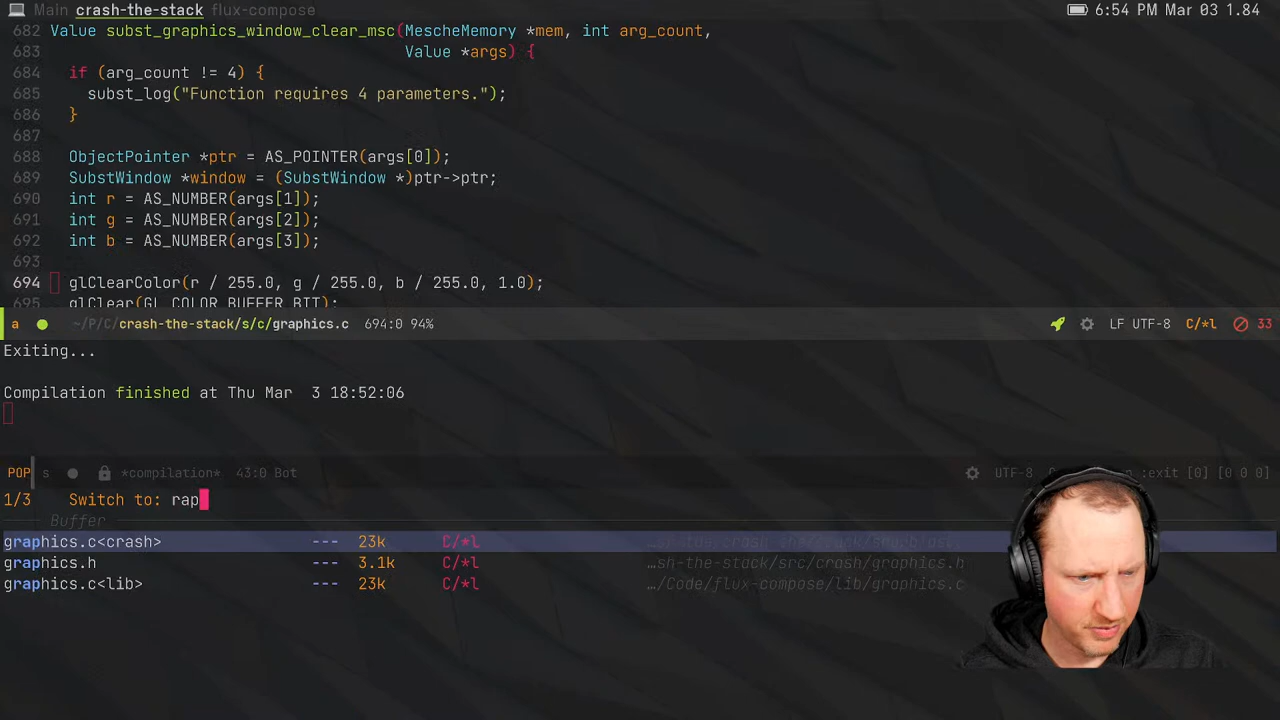 Main crash-the-stack flux-compose 6:54 PM Mar 03 1.84
682 Value subst_graphics_window_clear_msc(MescheMemory *mem, int arg_count,
683 Value *args) {
684 if (arg_count != 4) {
685 subst_log("Function requires 4 parameters.");
686 }
687
688 ObjectPointer *ptr = AS_POINTER(args[0]);
689 SubstWindow *window = (SubstWindow *)ptr->ptr;
690 int r = AS_NUMBER(args[1]);
691 int g = AS_NUMBER(args[2]);
692 int b = AS_NUMBER(args[3]);
693
694 glClearColor(r / 255.0, g / 255.0, b / 255.0, 1.0);
695 glClear(GL_COLOR_BUFFER_BIT);
a ~/P/C/crash-the-stack/s/c/graphics.c 694:0 94% LF UTF-8 C/*l 33
Exiting...
Compilation finished at Thu Mar 3 18:52:06
POP s *compilation* 43:0 Bot UTF-8 :exit [0] [0 0 0]
1/3 Switch to: rap
Buffer
graphics.c<crash> --- 23k C/*l
graphics.h --- 3.1k C/*l …sh-the-stack/src/crash/graphics.h
graphics.c<lib> --- 23k C/*l …/Code/flux-compose/lib/graphics.c